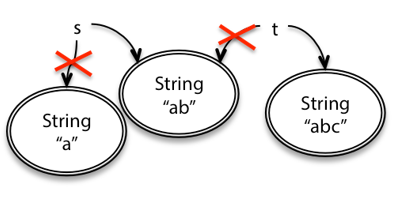 s
t
String
“ab”
String
“a”
String
“abc”